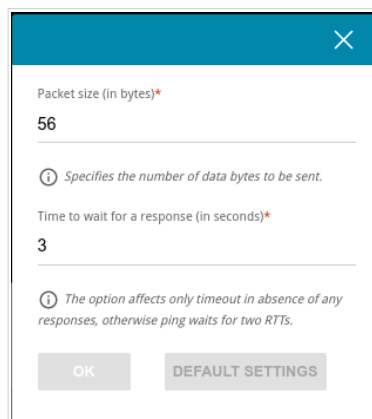 Packet size (in bytes)*
56
Specifies the number of data bytes to be sent.
Time to wait for a response (in seconds)*
3
The option affects only timeout in absence of any
responses, otherwise ping waits for two RTTs.
OK
DEFAULT SETTINGS